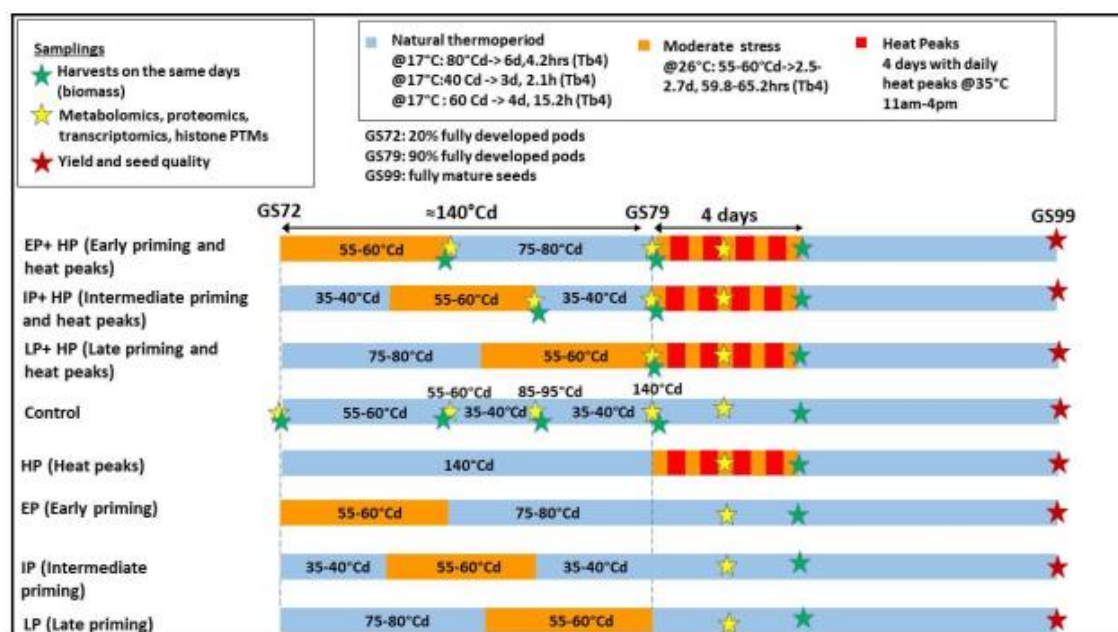 Samplings
Harvests on the same days
(biomass)
Metabolomics, proteomics,
transcriptomics, histone PTMs
Yield and seed quality
Natural thermoperiod
@17°C: 80°Cd-> 6d,4.2hrs (Tb4)
@17°C:40 Cd-> 3d, 2.1h (Tb4)
@17°C : 60 Cd-> 4d, 15.2h (Tb4)
Moderate stress
@26°C: 55-60°Cd->2.5-
2.7d, 59.8-65.2hrs (Tb4)
Heat Peaks
4 days with daily
heat peaks @35°C
11am-4pm
GS72: 20% fully developed pods
GS79: 90% fully developed pods
GS99: fully mature seeds
GS72 ≈140°Cd GS79 4 days GS99
EP+ HP (Early priming and
heat peaks)
55-60°Cd 75-80°Cd
IP+ HP (Intermediate priming
and heat peaks)
35-40°Cd 55-60°Cd 35-40°Cd
LP+ HP (Late priming and
heat peaks)
75-80°Cd 55-60°Cd
55-60°Cd 85-95°Cd 140°Cd
Control 55-60°Cd 35-40°Cd 35-40°Cd
HP (Heat peaks) 140°Cd
EP (Early priming) 55-60°Cd 75-80°Cd
IP (Intermediate
priming)
35-40°Cd 55-60°Cd 35-40°Cd
LP (Late priming) 75-80°Cd 55-60°Cd